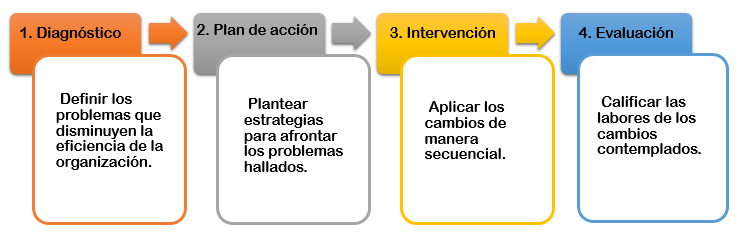 1. Diagnóstico
Definir los
problemas que
disminuyen la
eficiencia de la
organización.
2. Plan de acción
Plantear
estrategias
para afrontar
los problemas
hallados.
3. Intervención
Aplicar los
cambios de
manera
secuencial.
4. Evaluación
Calificar las
labores de los
cambios
contemplados.